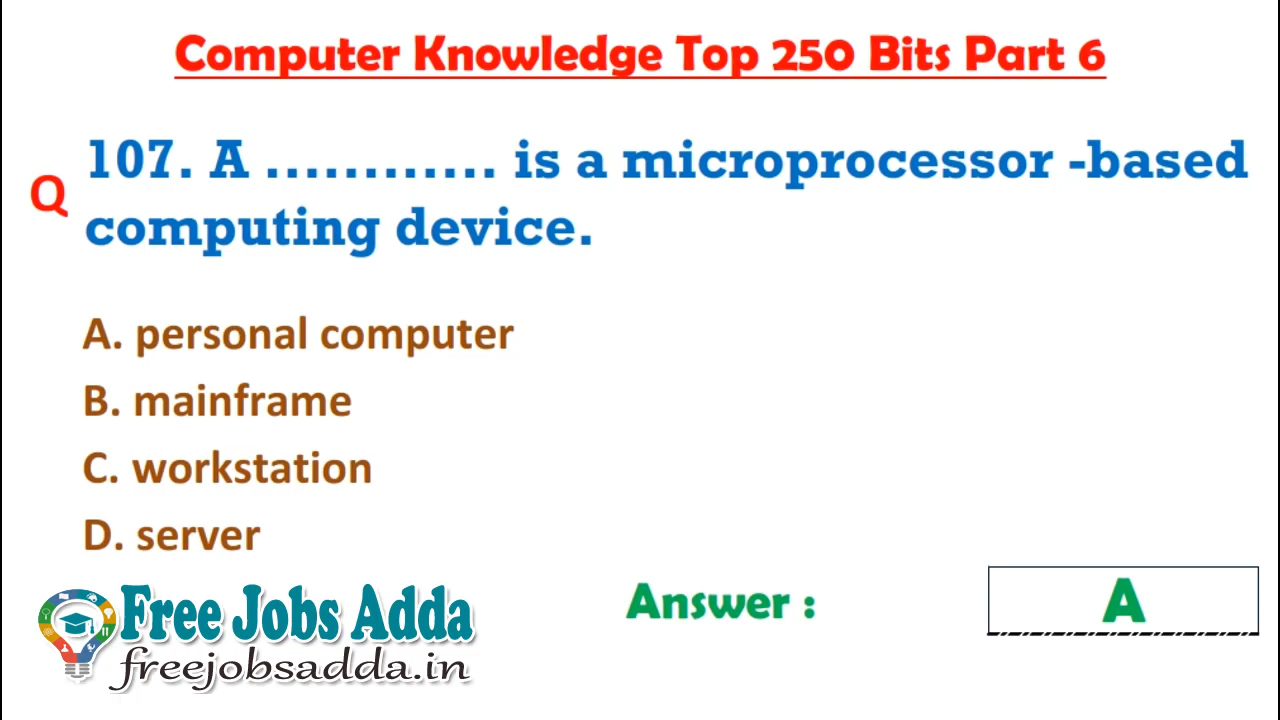 Computer Knowledge Top 250 Bits Part 6
Q
107. A ............ is a microprocessor -based
computing device.
A. personal computer
B. mainframe
C. workstation
D. server
Free Jobs Adda
freejobsadda.in
Answer :
A